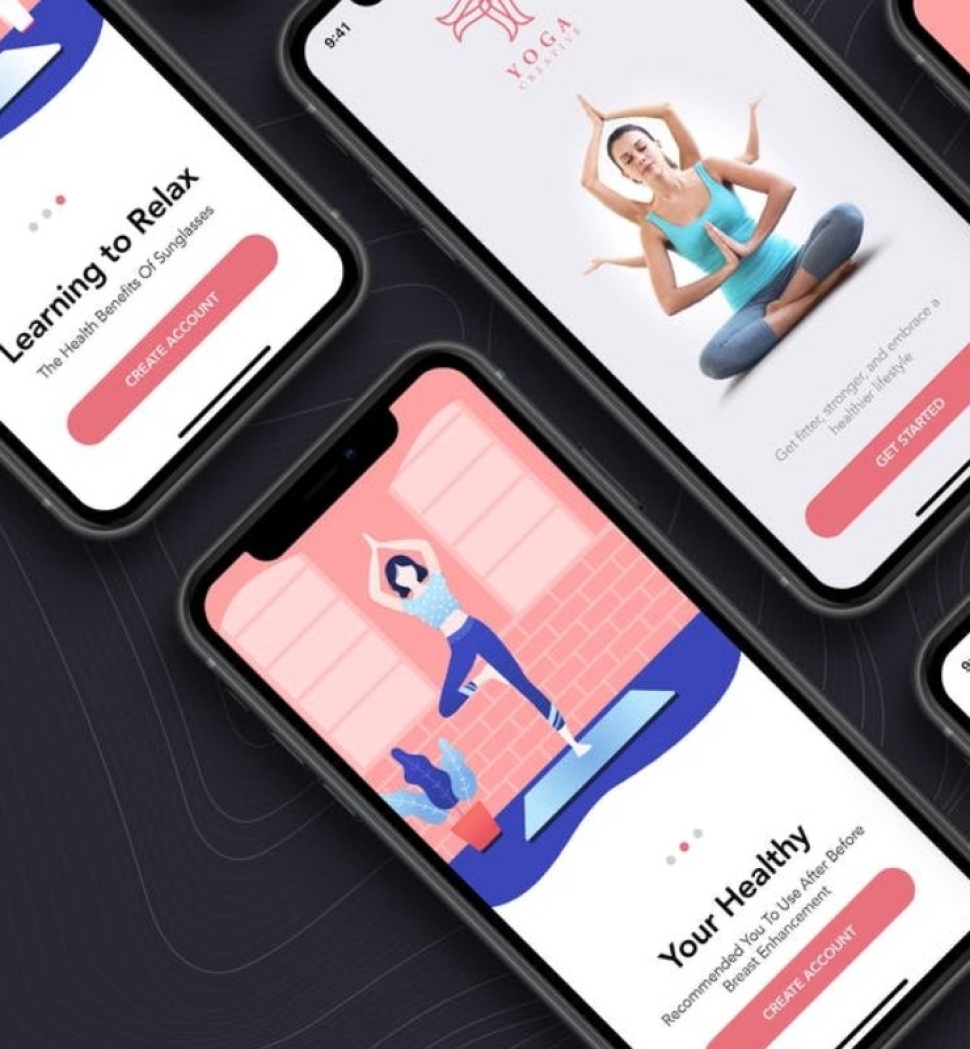 Learning to Relax
The Health Benefits Of Sunglasses
CREATE ACCOUNT
9:41
YOGA
CREATIVE
Get fitter, stronger, and embrace a
healthier lifestyle
GET STARTED
Your Healthy
Recommended You To Use After Before
Breast Enhancement
CREATE ACCOUNT